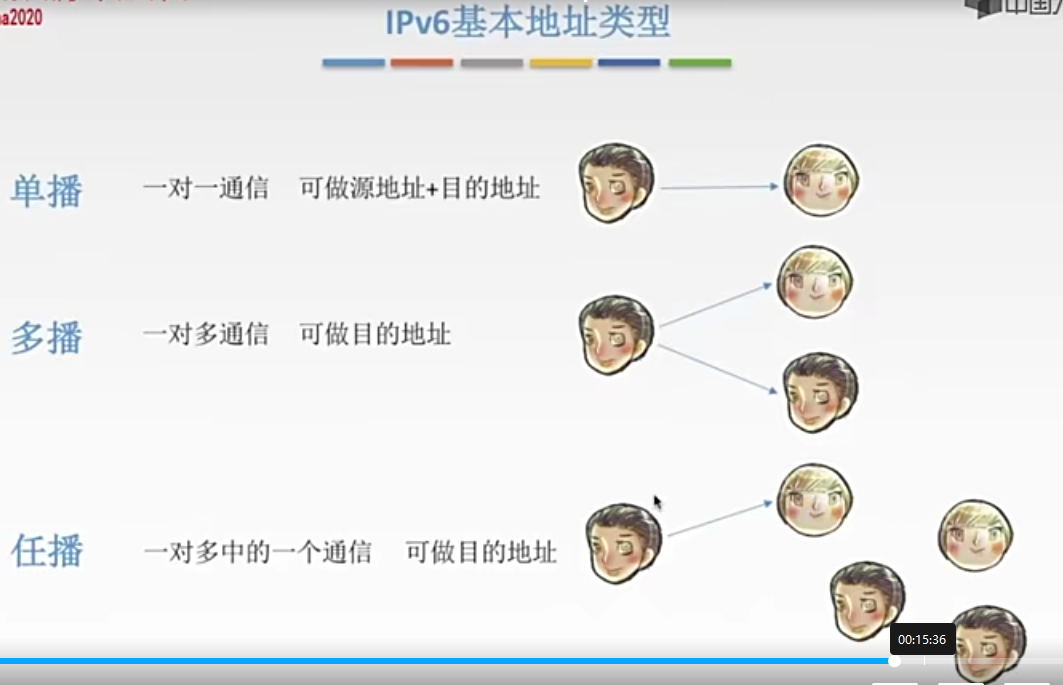 a2020
中国
IPv6基本地址类型
单播 一对一通信 可做源地址+目的地址
多播 一对多通信 可做目的地址
任播 一对多中的一个通信 可做目的地址
00:15:36